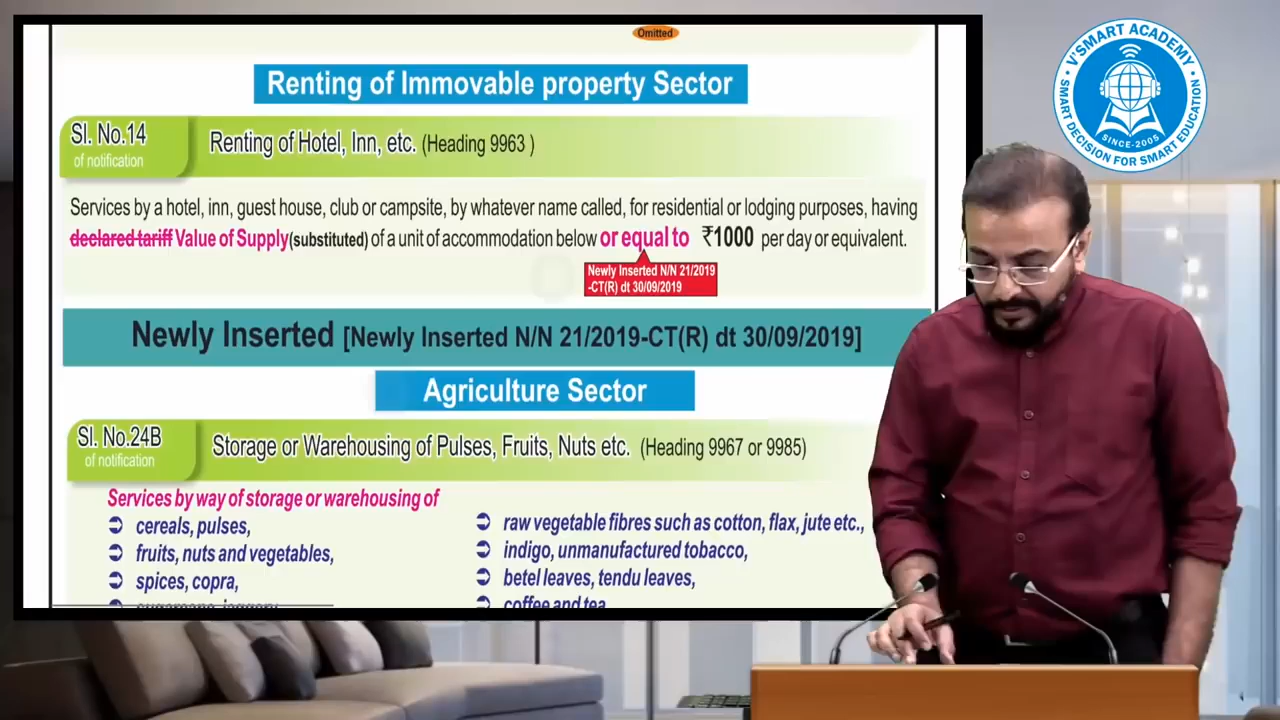 Omitted
Renting of Immovable property Sector
Sl. No.14
of notification
Renting of Hotel, Inn, etc. (Heading 9963 )
Services by a hotel, inn, guest house, club or campsite, by whatever name called, for residential or lodging purposes, having
declared tariff Value of Supply(substituted) of a unit of accommodation below or equal to ₹1000 per day or equivalent.
Newly Inserted N/N 21/2019
-CT(R) dt 30/09/2019
Newly Inserted [Newly Inserted N/N 21/2019-CT(R) dt 30/09/2019]
Agriculture Sector
Sl. No.24B
of notification
Storage or Warehousing of Pulses, Fruits, Nuts etc. (Heading 9967 or 9985)
Services by way of storage or warehousing of
cereals, pulses,
fruits, nuts and vegetables,
spices, copra,
sugarcane, jaggery
raw vegetable fibres such as cotton, flax, jute etc.,
indigo, unmanufactured tobacco,
betel leaves, tendu leaves,
coffee and tea
V'SMART ACADEMY
SMART DECISION FOR SMART EDUCATION
SINCE-2005